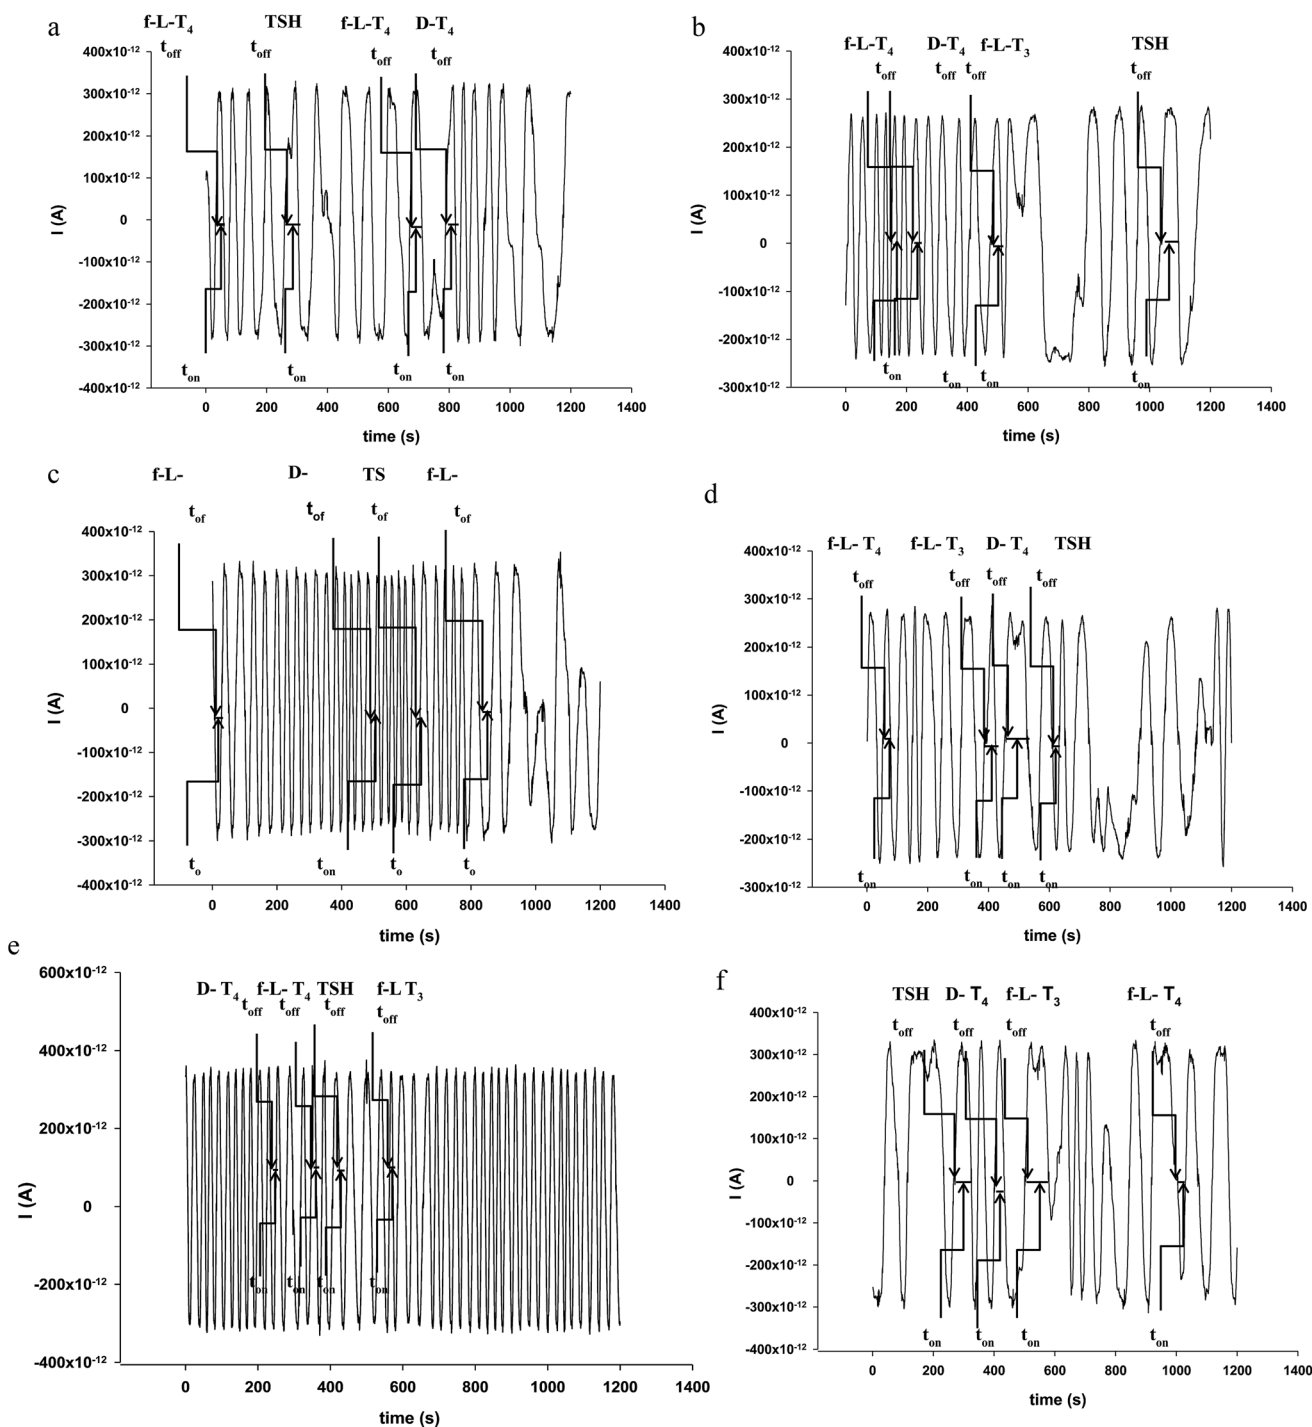 a
f-L-T4 TSH f-L-T4 D-T4
toff toff toff toff
400x10-12
300x10-12
200x10-12
100x10-12
0
-100x10-12
-200x10-12
-300x10-12
-400x10-12
I (A)
ton ton ton ton
0 200 400 600 800 1000 1200 1400
time (s)
b
f-L-T4 D-T4 f-L-T3 TSH
toff toff toff toff
400x10-12
300x10-12
200x10-12
100x10-12
0
-100x10-12
-200x10-12
-300x10-12
I (A)
ton ton ton ton
0 200 400 600 800 1000 1200 1400
time (s)
c
f-L- D- TS f-L-
tof tof tof tof
400x10-12
300x10-12
200x10-12
100x10-12
0
-100x10-12
-200x10-12
-300x10-12
-400x10-12
I (A)
to ton to to
0 200 400 600 800 1000 1200 1400
time (s)
d
f-L- T4 f-L- T3 D- T4 TSH
toff toff toff toff
400x10-12
300x10-12
200x10-12
100x10-12
0
-100x10-12
-200x10-12
-300x10-12
I (A)
ton ton ton ton
0 200 400 600 800 1000 1200 1400
time (s)
e
D- T4 f-L- T4 TSH f-L T3
toff toff toff toff
600x10-12
400x10-12
200x10-12
0
-200x10-12
-400x10-12
I (A)
ton ton ton ton
0 200 400 600 800 1000 1200 1400
time (s)
f
TSH D- T4 f-L- T3 f-L- T4
toff toff toff toff
400x10-12
300x10-12
200x10-12
100x10-12
0
-100x10-12
-200x10-12
-300x10-12
-400x10-12
I (A)
ton ton ton ton
0 200 400 600 800 1000 1200 1400
time (s)